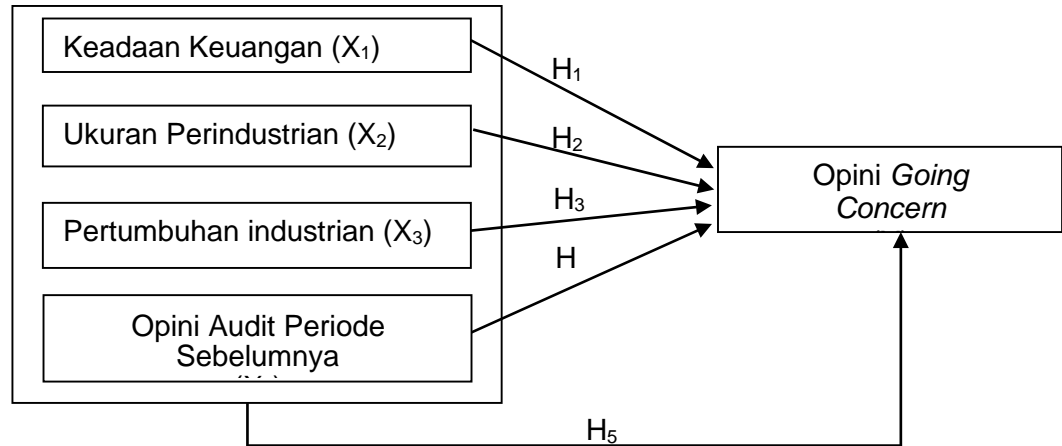 Keadaan Keuangan (X₁)
H₁
Ukuran Perindustrian (X₂)
H₂
Opini Going
Concern
Pertumbuhan industrian (X₃)
H₃
H
Opini Audit Periode
Sebelumnya
H₅